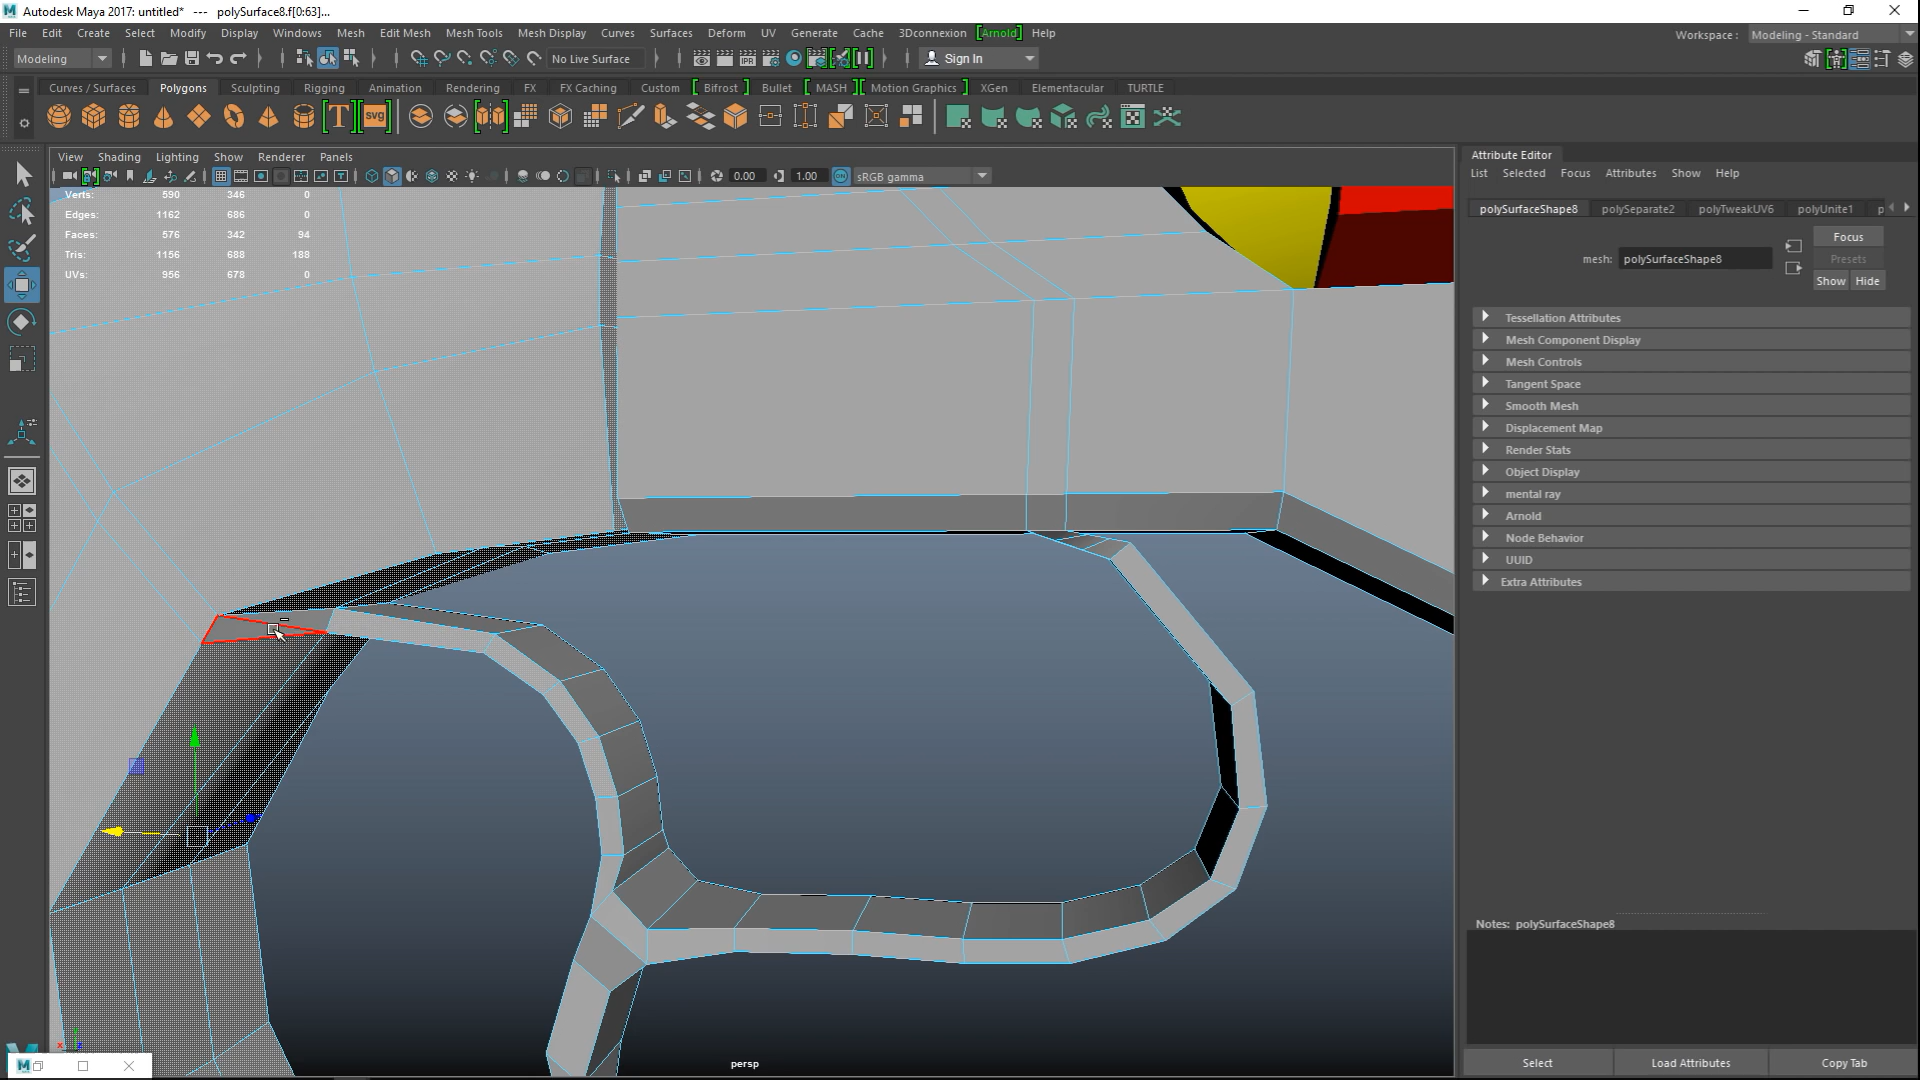 Autodesk Maya 2017: untitled*   ---   polySurface8.f[0:63]...
File Edit Create Select Modify Display Windows Mesh Edit Mesh Mesh Tools Mesh Display Curves Surfaces Deform UV Generate Cache 3Dconnexion [Arnold] Help
Workspace : Modeling - Standard
Modeling No Live Surface Sign In
Curves / Surfaces Polygons Sculpting Rigging Animation Rendering FX FX Caching Custom Bifrost Bullet MASH Motion Graphics XGen Elementacular TURTLE
T svg
View Shading Lighting Show Renderer Panels
0.00 1.00 ON sRGB gamma
Verts: 590 346 0
Edges: 1162 686 0
Faces: 576 342 94
Tris: 1156 688 188
UVs: 956 678 0
persp
Attribute Editor
List Selected Focus Attributes Show Help
polySurfaceShape8 polySeparate2 polyTweakUV6 polyUnite1 p
Focus
mesh: polySurfaceShape8
Presets
Show Hide
Tessellation Attributes
Mesh Component Display
Mesh Controls
Tangent Space
Smooth Mesh
Displacement Map
Render Stats
Object Display
mental ray
Arnold
Node Behavior
UUID
Extra Attributes
Notes: polySurfaceShape8
Select Load Attributes Copy Tab